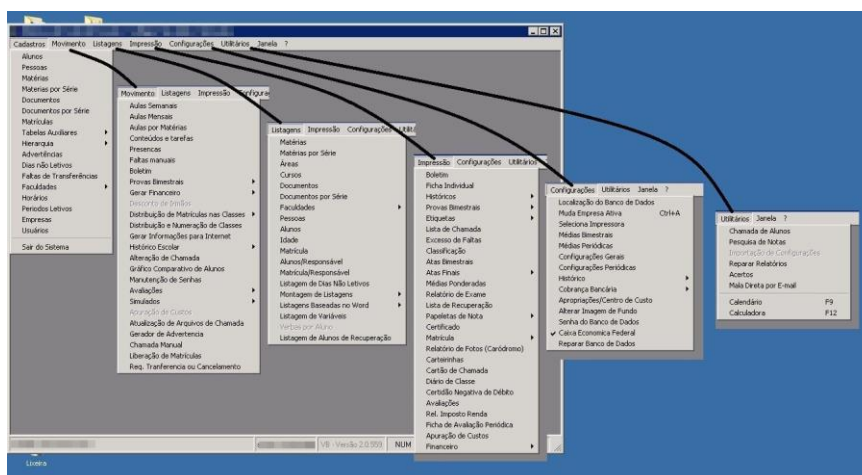 Cadastros Movimento Listagens Impressão Configurações Utilitários Janela ?
Alunos
Pessoas
Matérias
Materias por Série
Documentos
Documentos por Série
Matrículas
Tabelas Auxiliares
Hierarquia
Advertências
Dias não Letivos
Faltas de Transferências
Faculdades
Horários
Periodos Letivos
Empresas
Usuários
Sair do Sistema
Movimento Listagens Impressão Configura
Aulas Semanais
Aulas Mensais
Aulas por Matérias
Conteúdos e tarefas
Presencas
Faltas manuais
Boletim
Provas Bimestrais
Gerar Financeiro
Desconto de Irmãos
Distribuição de Matrículas nas Classes
Distribuição e Numeração de Classes
Gerar Informações para Internet
Histórico Escolar
Alteração de Chamada
Gráfico Comparativo de Alunos
Manutenção de Senhas
Avaliações
Simulados
Apuração de Custos
Atualização de Arquivos de Chamada
Gerador de Advertencia
Chamada Manual
Liberação de Matrículas
Req. Tranferencia ou Cancelamento
Listagens Impressão Configurações Utilit
Matérias
Matérias por Série
Áreas
Cursos
Documentos
Documentos por Série
Faculdades
Pessoas
Alunos
Idade
Matrícula
Alunos/Responsável
Matrícula/Responsável
Listagem de Dias Não Letivos
Montagem de Listagens
Listagens Baseadas no Word
Listagem de Variáveis
Verbas por Aluno
Listagem de Alunos de Recuperação
Impressão Configurações Utilitários
Boletim
Ficha Individual
Históricos
Provas Bimestrais
Etiquetas
Lista de Chamada
Excesso de Faltas
Classificação
Atas Bimestrais
Atas Finais
Médias Ponderadas
Relatório de Exame
Lista de Recuperação
Papeletas de Nota
Certificado
Matrícula
Relatório de Fotos (Caródromo)
Carteirinhas
Cartão de Chamada
Diário de Classe
Certidão Negativa de Débito
Avaliações
Rel. Imposto Renda
Ficha de Avaliação Periódica
Apuração de Custos
Financeiro
Configurações Utilitários Janela ?
Localização do Banco de Dados
Muda Empresa Ativa Ctrl+A
Seleciona Impressora
Médias Bimestrais
Médias Periódicas
Configurações Gerais
Configurações Periódicas
Histórico
Cobrança Bancária
Apropriações/Centro de Custo
Alterar Imagem de Fundo
Senha do Banco de Dados
Caixa Economica Federal
Reparar Banco de Dados
Utilitários Janela ?
Chamada de Alunos
Pesquisa de Notas
Importação de Configurações
Reparar Relatórios
Acertos
Mala Direta por E-mail
Calendário F9
Calculadora F12
VB - Versão 2.0.559 NUM
Lixeira